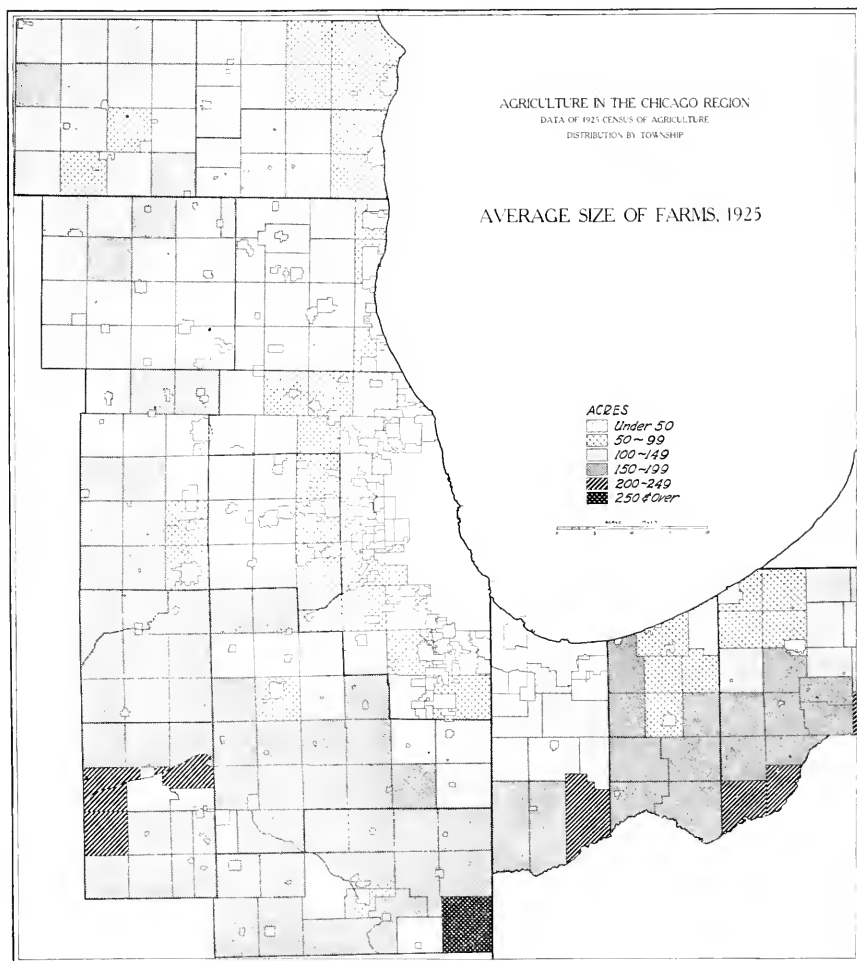 AGRICULTURE IN THE CHICAGO REGION
DATA OF 1925 CENSUS OF AGRICULTURE
DISTRIBUTION BY TOWNSHIP
AVERAGE SIZE OF FARMS, 1925
ACRES
Under 50
50~99
100~149
150~199
200~249
250 & Over
SCALE